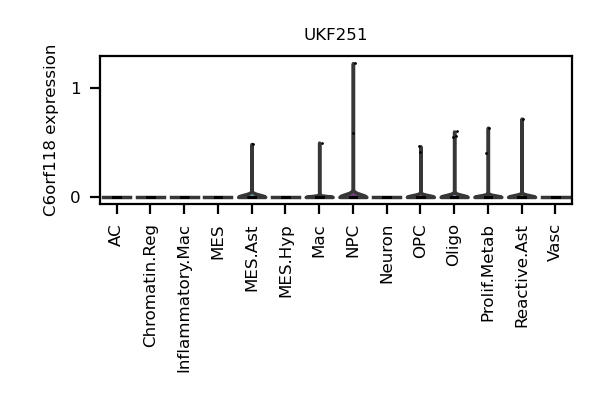 UKF251
C6orf118 expression
1
0
AC
Chromatin.Reg
Inflammatory.Mac
MES
MES.Ast
MES.Hyp
Mac
NPC
Neuron
OPC
Oligo
Prolif.Metab
Reactive.Ast
Vasc